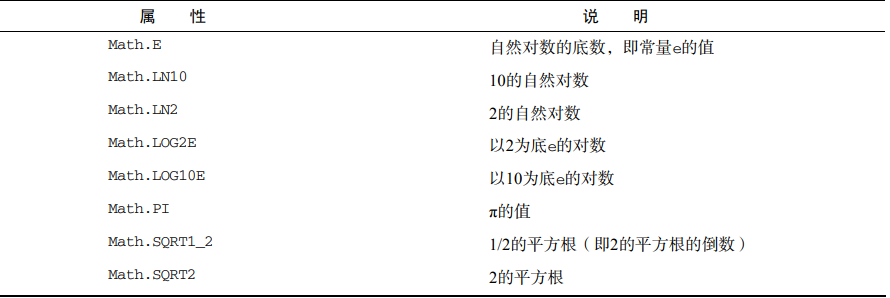 属 性 说 明
Math.E 自然对数的底数，即常量e的值
Math.LN10 10的自然对数
Math.LN2 2的自然对数
Math.LOG2E 以2为底e的对数
Math.LOG10E 以10为底e的对数
Math.PI π的值
Math.SQRT1_2 1/2的平方根（即2的平方根的倒数）
Math.SQRT2 2的平方根